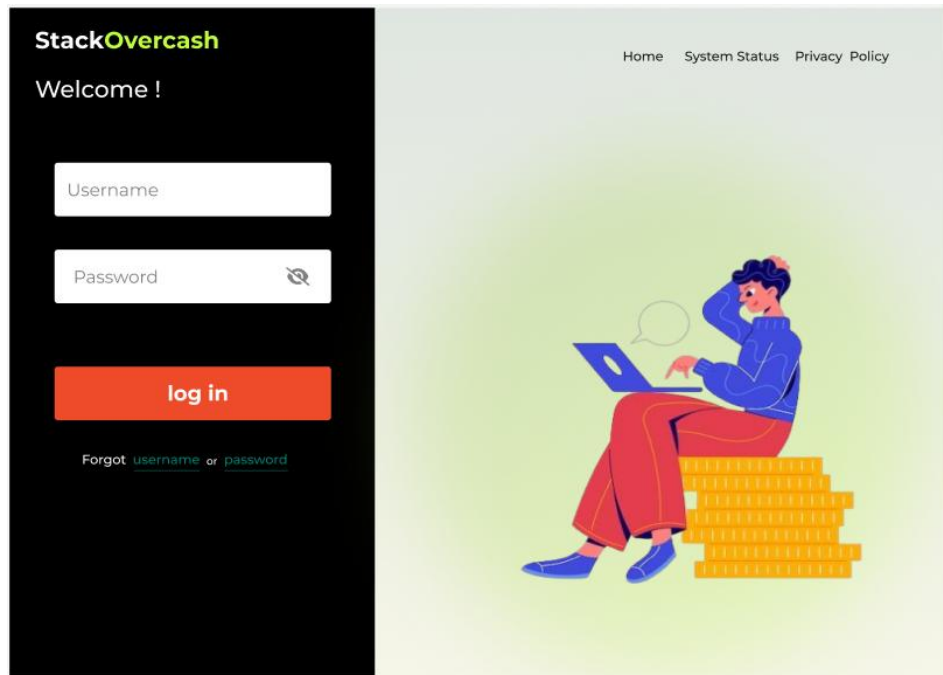 StackOvercash
Home System Status Privacy Policy
Welcome !
Username
Password
log in
Forgot username or password